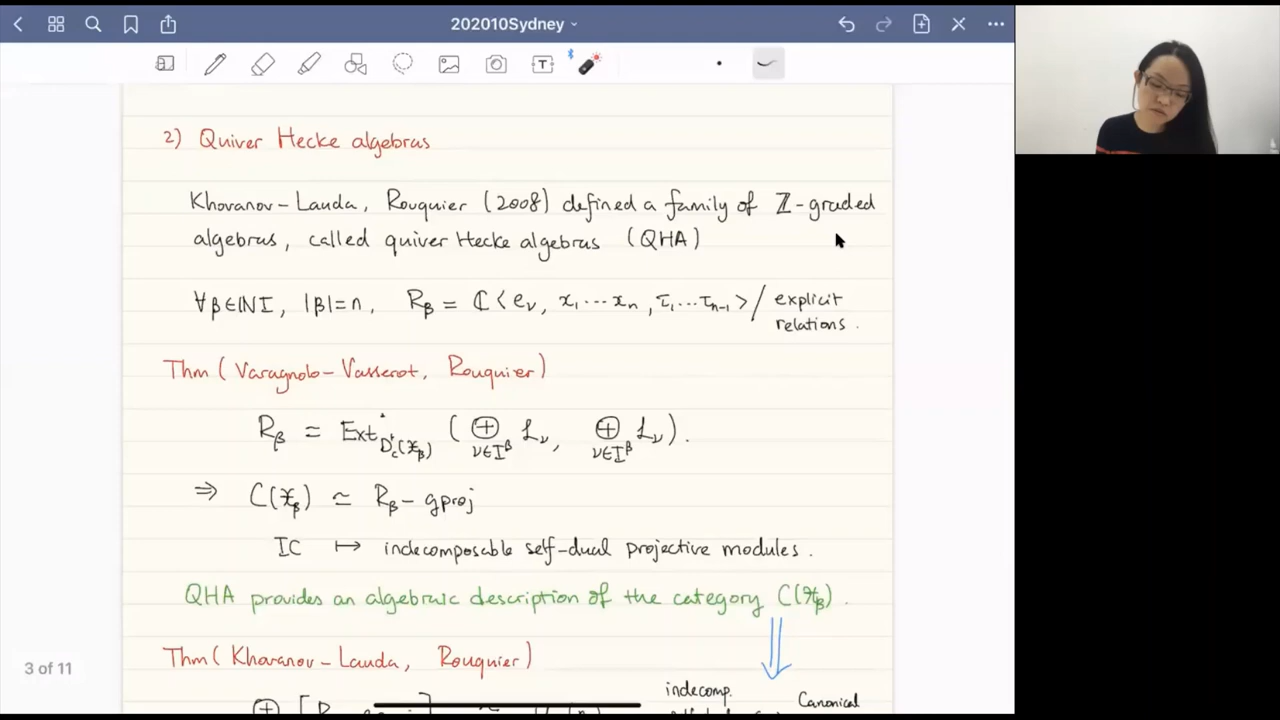 202010Sydney
2) Quiver Hecke algebras
Khovanov-Lauda, Rouquier (2008) defined a family of ℤ-graded
algebras, called quiver Hecke algebras (QHA)
∀β∈ℕI, |β|=n, R_β = ℂ⟨e_ν, x_1 ⋯ x_n, τ_1 ⋯ τ_{n-1}⟩ / explicit
relations.
Thm (Varagnolo-Vasserot, Rouquier)
R_β = Ext^•_{D^b_c(X_β)} (⊕_{ν∈I^β} L_ν, ⊕_{ν∈I^β} L_ν).
⇒ C(X_β) ≃ R_β-gproj
IC ↦ indecomposable self-dual projective modules.
QHA provides an algebraic description of the category C(X_β).
Thm (Khovanov-Lauda, Rouquier)
3 of 11
indecomp.
Canonical